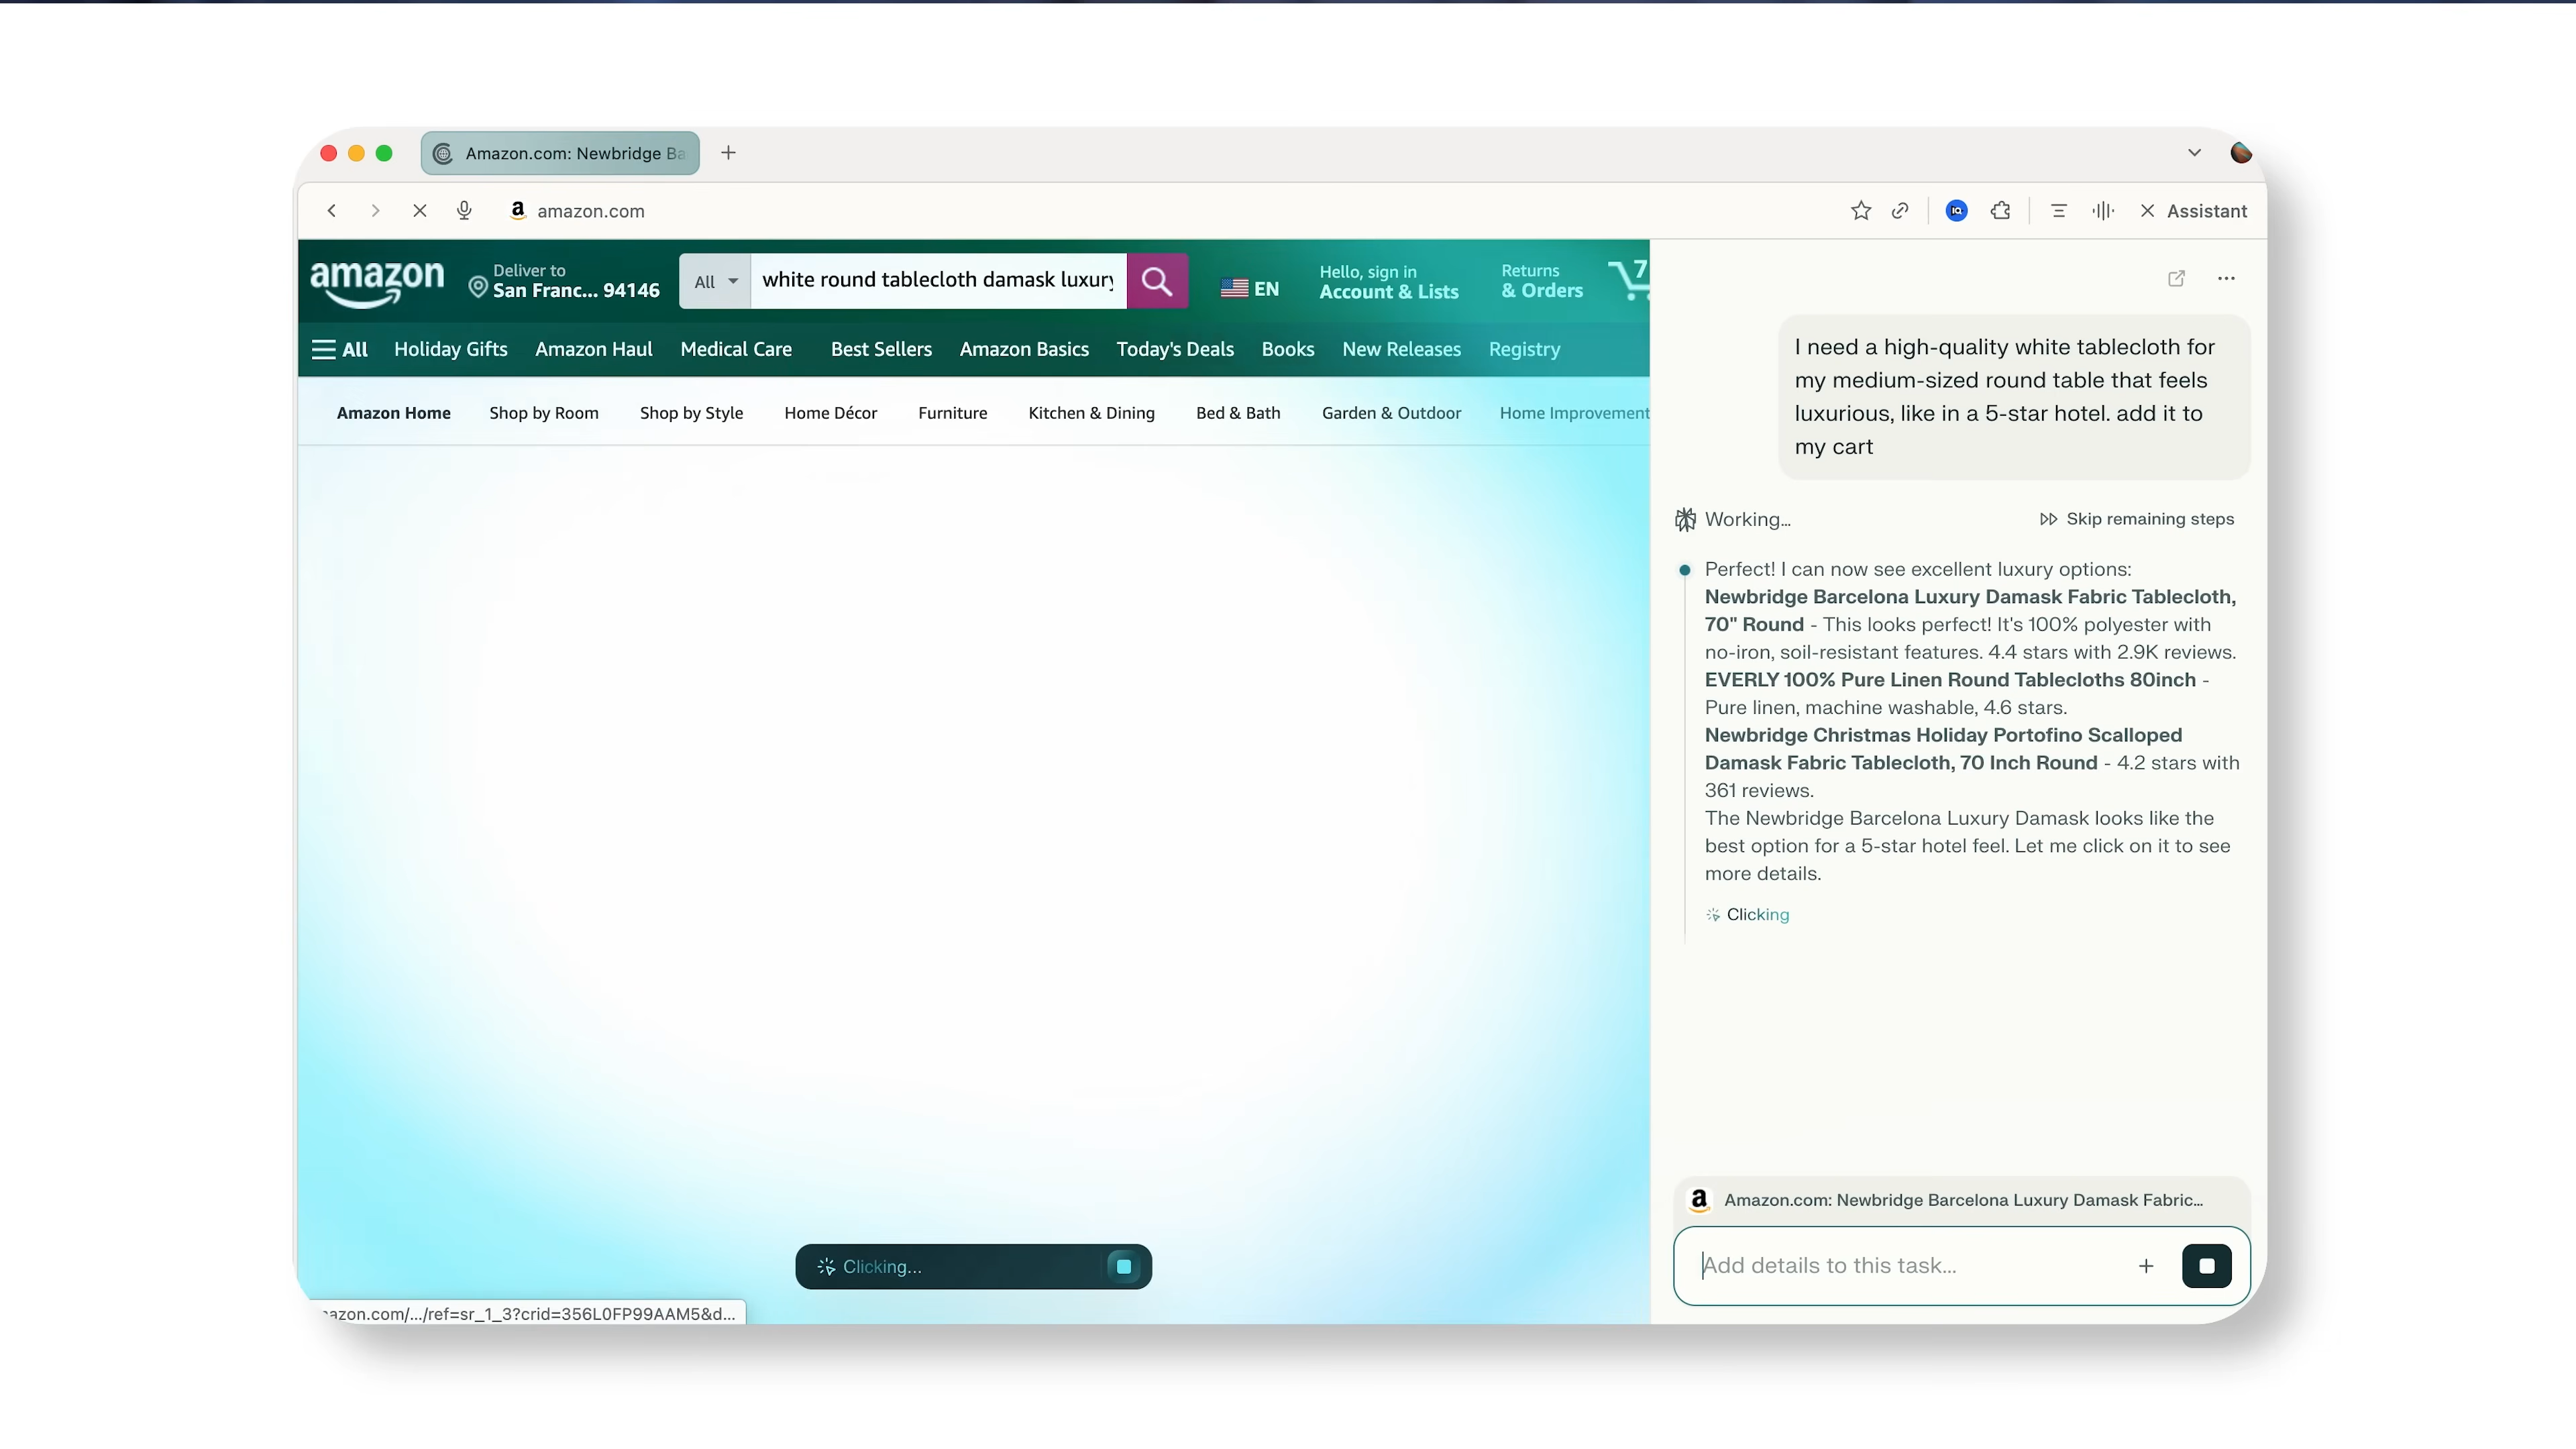 Amazon.com: Newbridge Ba
amazon.com
Assistant
amazon
Deliver to
San Franc... 94146
All
white round tablecloth damask luxury
EN
Hello, sign in
Account & Lists
Returns
& Orders
7
All
Holiday Gifts
Amazon Haul
Medical Care
Best Sellers
Amazon Basics
Today's Deals
Books
New Releases
Registry
Amazon Home
Shop by Room
Shop by Style
Home Décor
Furniture
Kitchen & Dining
Bed & Bath
Garden & Outdoor
Home Improvement
I need a high-quality white tablecloth for
my medium-sized round table that feels
luxurious, like in a 5-star hotel. add it to
my cart
Working...
Skip remaining steps
Perfect! I can now see excellent luxury options:
Newbridge Barcelona Luxury Damask Fabric Tablecloth,
70" Round - This looks perfect! It's 100% polyester with
no-iron, soil-resistant features. 4.4 stars with 2.9K reviews.
EVERLY 100% Pure Linen Round Tablecloths 80inch -
Pure linen, machine washable, 4.6 stars.
Newbridge Christmas Holiday Portofino Scalloped
Damask Fabric Tablecloth, 70 Inch Round - 4.2 stars with
361 reviews.
The Newbridge Barcelona Luxury Damask looks like the
best option for a 5-star hotel feel. Let me click on it to see
more details.
Clicking
Amazon.com: Newbridge Barcelona Luxury Damask Fabric...
Add details to this task...
Clicking...
azon.com/.../ref=sr_1_3?crid=356L0FP99AAM5&d...